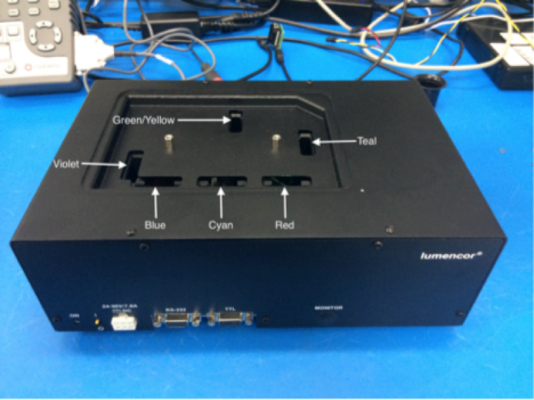 Green/Yellow
Teal
Violet
Blue
Cyan
Red
lumencor®
RS-232
TTL
MONITOR